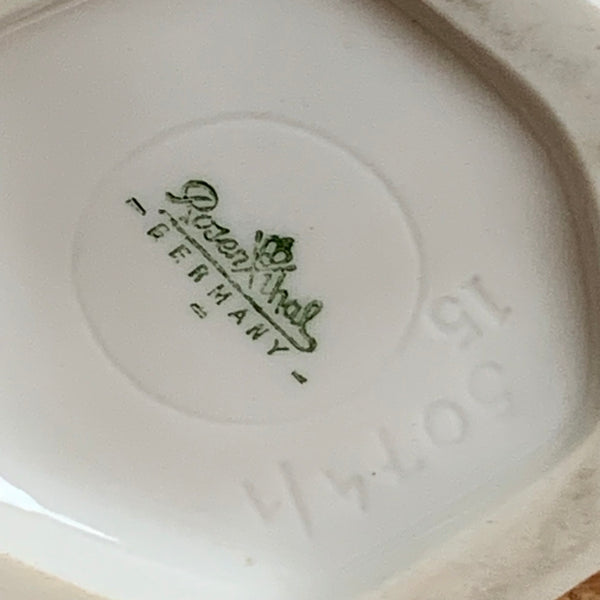 Rosenthal
- GERMANY -
=
15
5074/1